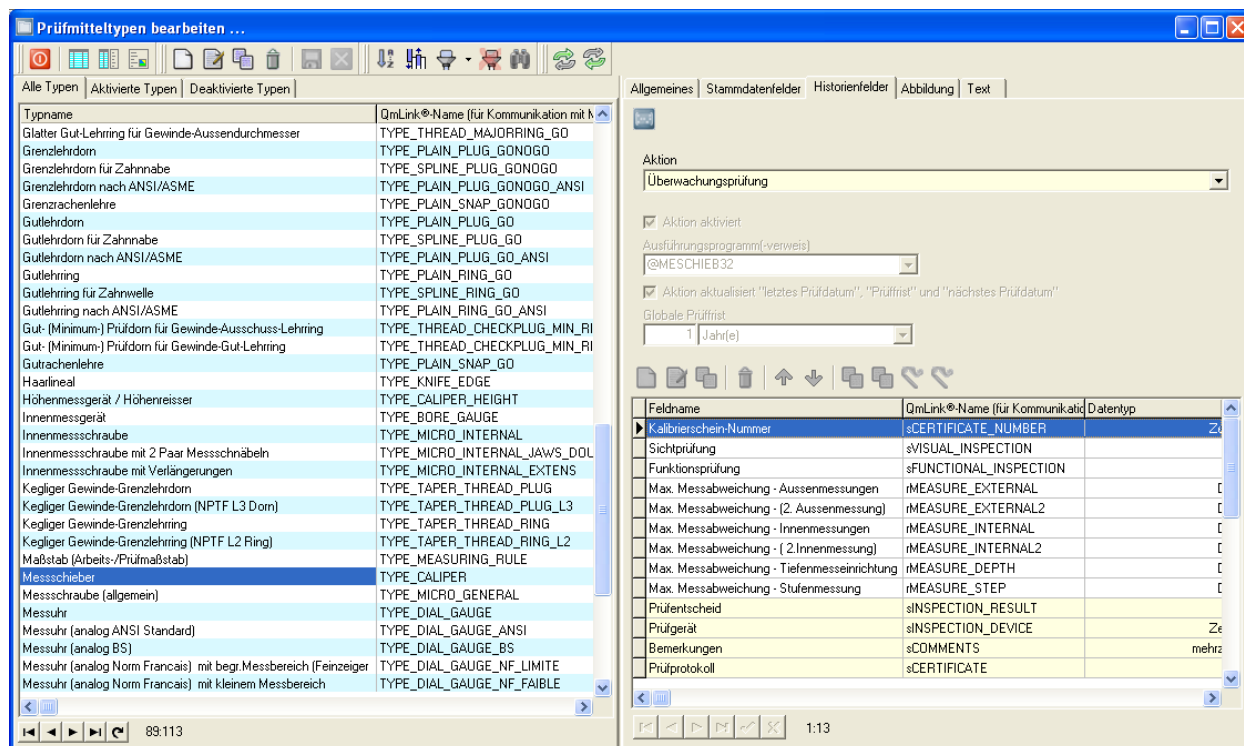 Prüfmitteltypen bearbeiten ...
Alle Typen Aktivierte Typen Deaktivierte Typen
Typname QmLink®-Name (für Kommunikation mit
Glatter Gut-Lehrring für Gewinde-Aussendurchmesser TYPE_THREAD_MAJORRING_GO
Grenzlehrdorn TYPE_PLAIN_PLUG_GONOGO
Grenzlehrdorn für Zahnnabe TYPE_SPLINE_PLUG_GONOGO
Grenzlehrdorn nach ANSI/ASME TYPE_PLAIN_PLUG_GONOGO_ANSI
Grenzrachenlehre TYPE_PLAIN_SNAP_GONOGO
Gutlehrdorn TYPE_PLAIN_PLUG_GO
Gutlehrdorn für Zahnnabe TYPE_SPLINE_PLUG_GO
Gutlehrdorn nach ANSI/ASME TYPE_PLAIN_PLUG_GO_ANSI
Gutlehrring TYPE_PLAIN_RING_GO
Gutlehrring für Zahnwelle TYPE_SPLINE_RING_GO
Gutlehrring nach ANSI/ASME TYPE_PLAIN_RING_GO_ANSI
Gut- (Minimum-) Prüfdorn für Gewinde-Ausschuss-Lehrring TYPE_THREAD_CHECKPLUG_MIN_RI
Gut- (Minimum-) Prüfdorn für Gewinde-Gut-Lehrring TYPE_THREAD_CHECKPLUG_MIN_RI
Gutrachenlehre TYPE_PLAIN_SNAP_GO
Haarlineal TYPE_KNIFE_EDGE
Höhenmessgerät / Höhenreisser TYPE_CALIPER_HEIGHT
Innenmessgerät TYPE_BORE_GAUGE
Innenmessschraube TYPE_MICRO_INTERNAL
Innenmessschraube mit 2 Paar Messschnäbeln TYPE_MICRO_INTERNAL_JAWS_DOU
Innenmessschraube mit Verlängerungen TYPE_MICRO_INTERNAL_EXTENS
Kegliger Gewinde-Grenzlehrdorn TYPE_TAPER_THREAD_PLUG
Kegliger Gewinde-Grenzlehrdorn (NPTF L3 Dorn) TYPE_TAPER_THREAD_PLUG_L3
Kegliger Gewinde-Grenzlehrring TYPE_TAPER_THREAD_RING
Kegliger Gewinde-Grenzlehrring (NPTF L2 Ring) TYPE_TAPER_THREAD_RING_L2
Maßstab (Arbeits-/Prüfmaßstab) TYPE_MEASURING_RULE
Messschieber TYPE_CALIPER
Messschraube (allgemein) TYPE_MICRO_GENERAL
Messuhr TYPE_DIAL_GAUGE
Messuhr (analog ANSI Standard) TYPE_DIAL_GAUGE_ANSI
Messuhr (analog BS) TYPE_DIAL_GAUGE_BS
Messuhr (analog Norm Francais) mit begr.Messbereich (Feinzeiger TYPE_DIAL_GAUGE_NF_LIMITE
Messuhr (analog Norm Francais) mit kleinem Messbereich TYPE_DIAL_GAUGE_NF_FAIBLE
89:113
Allgemeines Stammdatenfelder Historienfelder Abbildung Text
Aktion
Überwachungsprüfung
Aktion aktiviert
Ausführungsprogramm(-verweis)
@MESCHIEB32
Aktion aktualisiert "letztes Prüfdatum", "Prüffrist" und "nächstes Prüfdatum"
Globale Prüffrist
1 Jahr(e)
Feldname QmLink®-Name (für Kommunikatic Datentyp
Kalibrierschein-Nummer sCERTIFICATE_NUMBER
Sichtprüfung sVISUAL_INSPECTION
Funktionsprüfung sFUNCTIONAL_INSPECTION
Max. Messabweichung - Aussenmessungen rMEASURE_EXTERNAL
Max. Messabweichung - (2. Aussenmessung) rMEASURE_EXTERNAL2
Max. Messabweichung - Innenmessungen rMEASURE_INTERNAL
Max. Messabweichung - ( 2.Innenmessung) rMEASURE_INTERNAL2
Max. Messabweichung - Tiefenmesseinrichtung rMEASURE_DEPTH
Max. Messabweichung - Stufenmessung rMEASURE_STEP
Prüfentscheid sINSPECTION_RESULT
Prüfgerät sINSPECTION_DEVICE Ze
Bemerkungen sCOMMENTS mehrz
Prüfprotokoll sCERTIFICATE
1:13